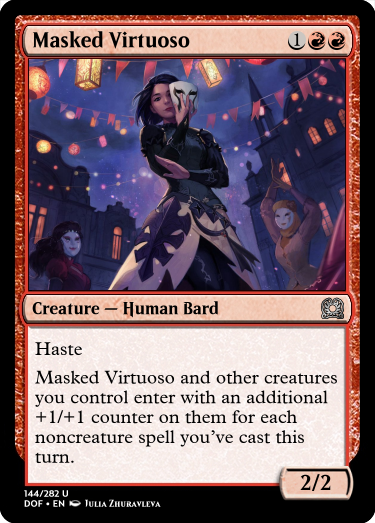 Masked Virtuoso 1
Creature — Human Bard
Haste
Masked Virtuoso and other creatures
you control enter with an additional
+1/+1 counter on them for each
noncreature spell you've cast this
turn.
2/2
144/282 U
DOF • EN Julia Zhuravleva